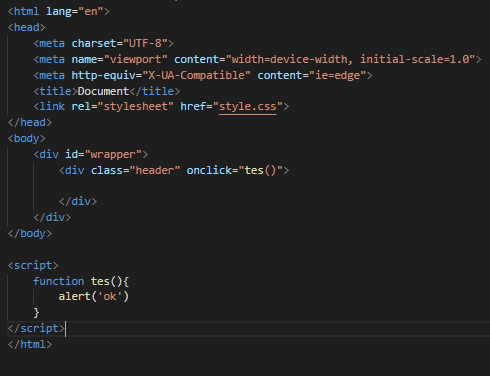 <html lang="en">
<head>
    <meta charset="UTF-8">
    <meta name="viewport" content="width=device-width, initial-scale=1.0">
    <meta http-equiv="X-UA-Compatible" content="ie=edge">
    <title>Document</title>
    <link rel="stylesheet" href="style.css">
</head>
<body>
    <div id="wrapper">
        <div class="header" onclick="tes()">

        </div>
    </div>
</body>

<script>
    function tes(){
        alert('ok')
    }
</script>
</html>